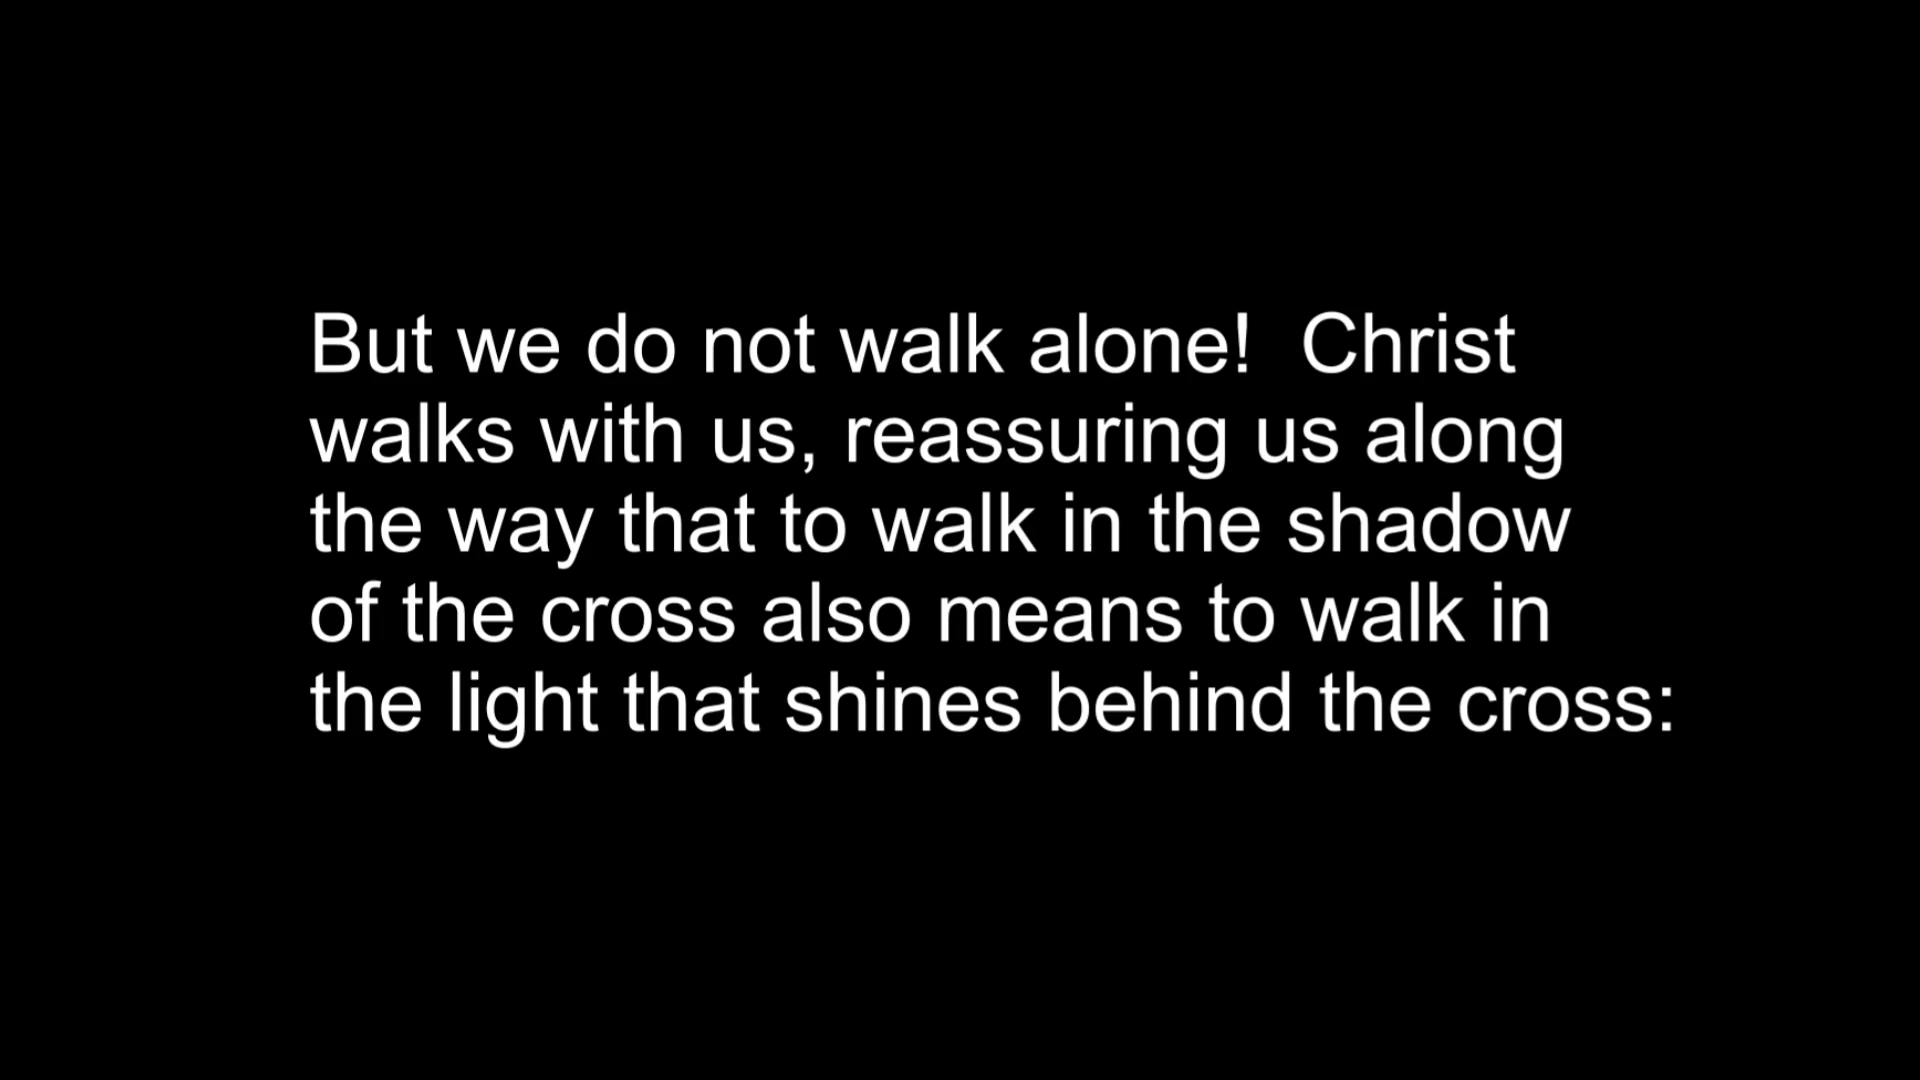 But we do not walk alone!  Christ
walks with us, reassuring us along
the way that to walk in the shadow
of the cross also means to walk in
the light that shines behind the cross: